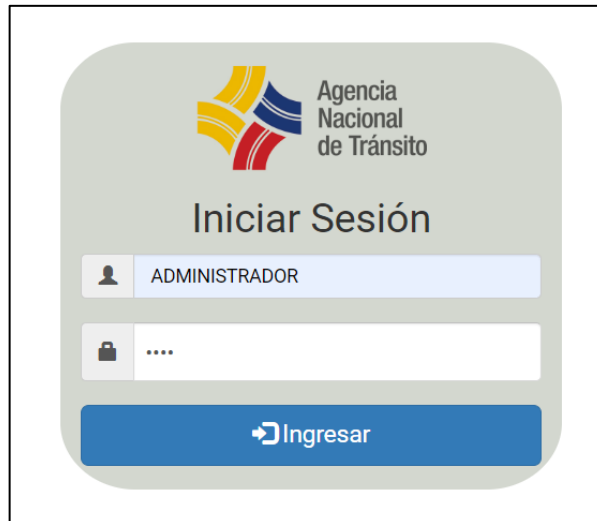 Agencia
Nacional
de Tránsito
Iniciar Sesión
ADMINISTRADOR
••••
Ingresar